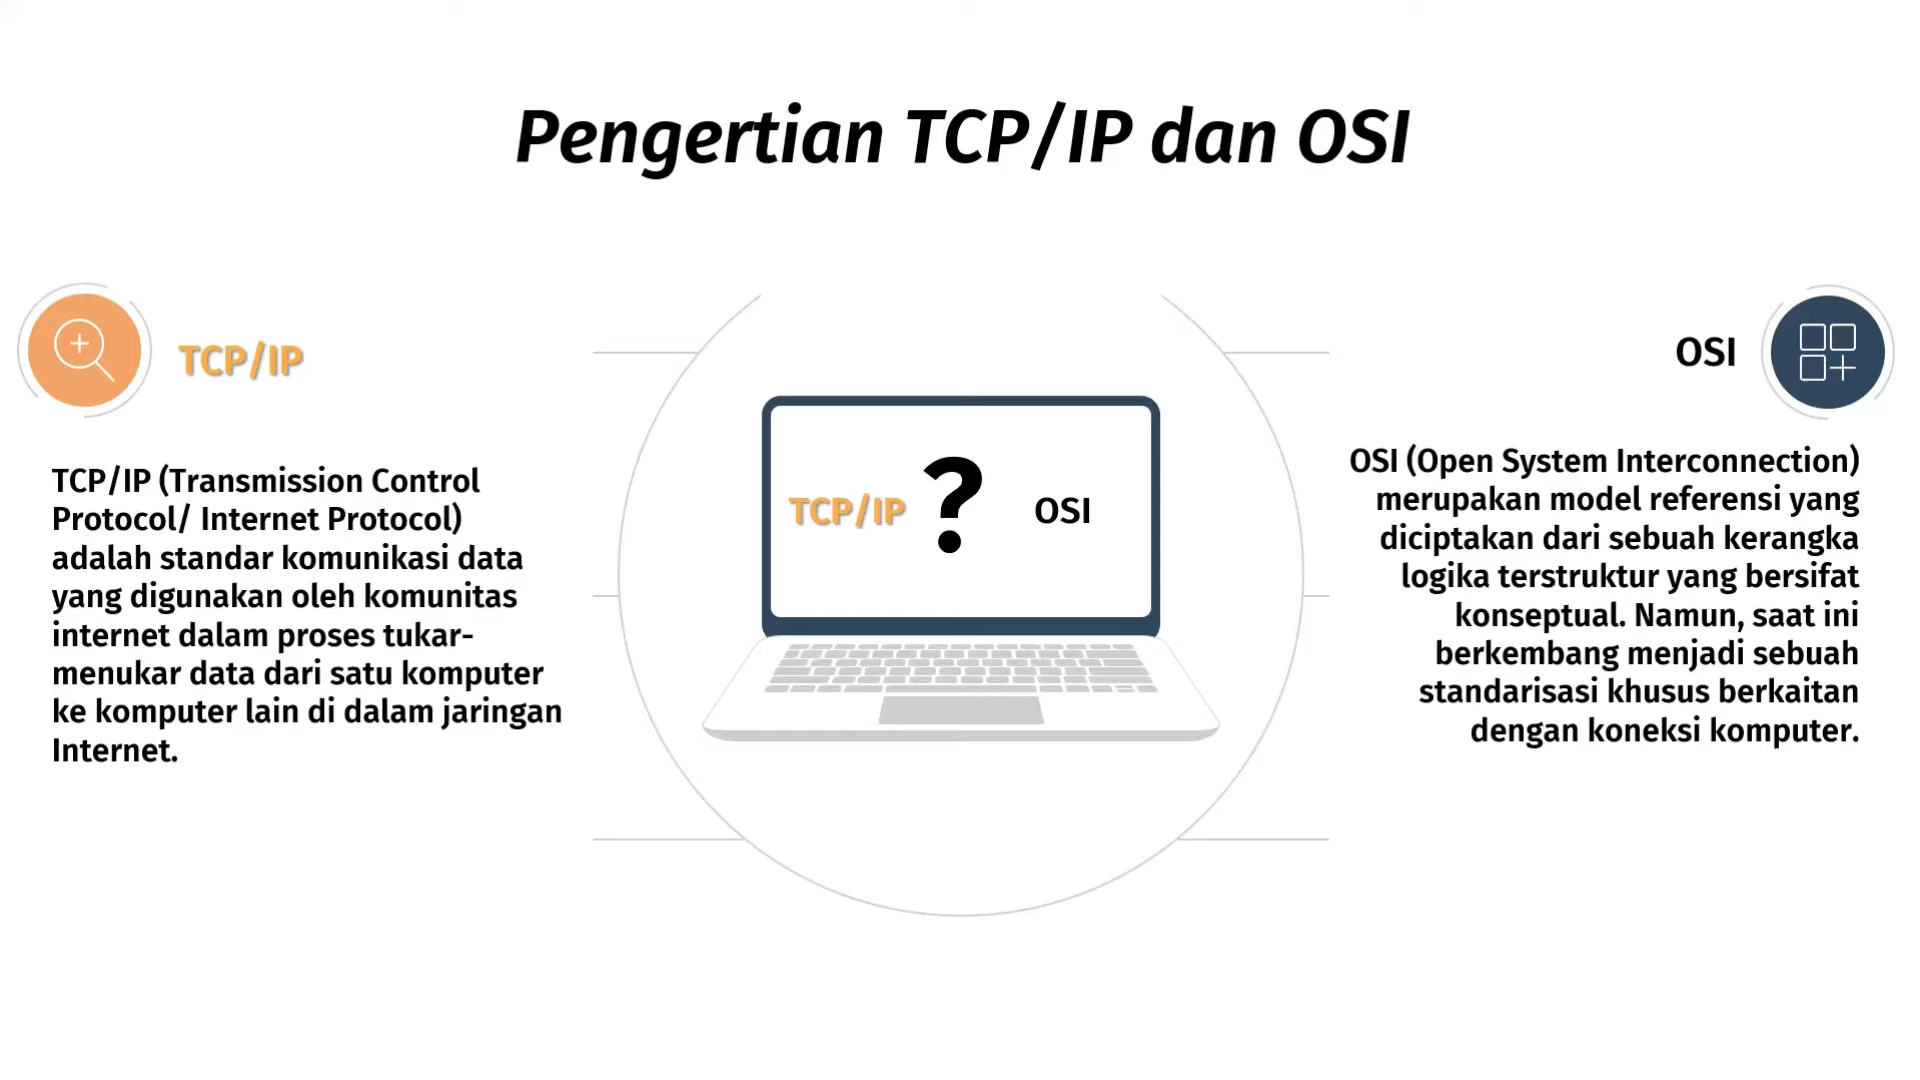 Pengertian TCP/IP dan OSI
TCP/IP
TCP/IP (Transmission Control
Protocol/ Internet Protocol)
adalah standar komunikasi data
yang digunakan oleh komunitas
internet dalam proses tukar-
menukar data dari satu komputer
ke komputer lain di dalam jaringan
Internet.
TCP/IP ? OSI
OSI
OSI (Open System Interconnection)
merupakan model referensi yang
diciptakan dari sebuah kerangka
logika terstruktur yang bersifat
konseptual. Namun, saat ini
berkembang menjadi sebuah
standarisasi khusus berkaitan
dengan koneksi komputer.